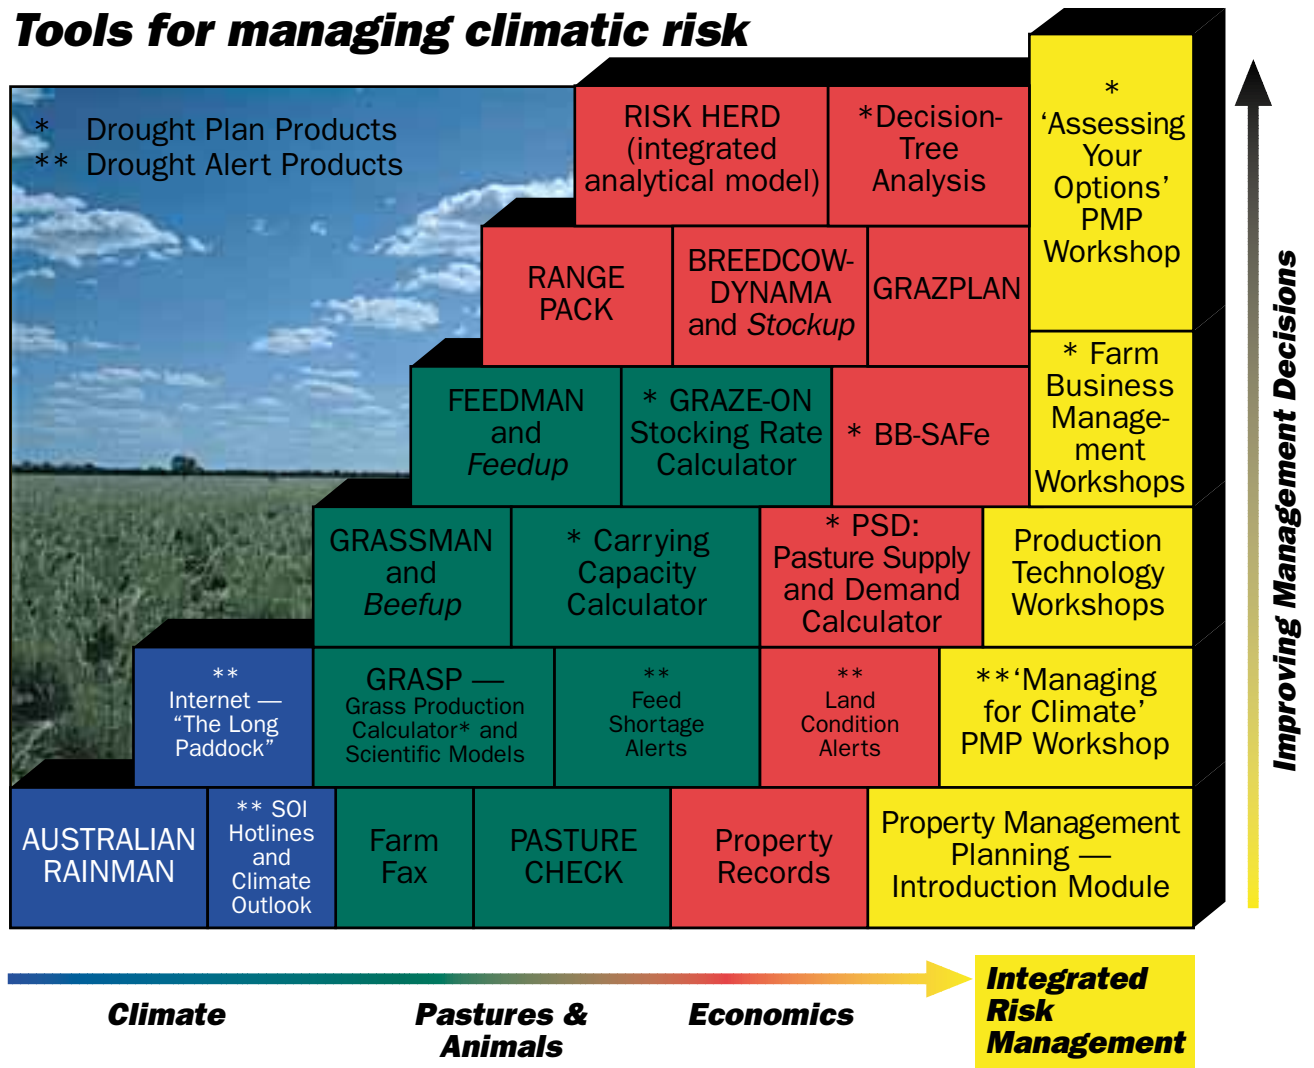 Tools for managing climatic risk
* Drought Plan Products
** Drought Alert Products
RISK HERD
(integrated
analytical model)
*Decision-
Tree
Analysis
*
‘Assessing
Your
Options’
PMP
Workshop
RANGE
PACK
BREEDCOW-
DYNAMA
and Stockup
GRAZPLAN
FEEDMAN
and
Feedup
* GRAZE-ON
Stocking Rate
Calculator
* BB-SAFe
* Farm
Business
Manage-
ment
Workshops
GRASSMAN
and
Beefup
* Carrying
Capacity
Calculator
* PSD:
Pasture Supply
and Demand
Calculator
Production
Technology
Workshops
**
Internet —
“The Long
Paddock”
GRASP —
Grass Production
Calculator* and
Scientific Models
**
Feed
Shortage
Alerts
**
Land
Condition
Alerts
**‘Managing
for Climate’
PMP Workshop
AUSTRALIAN
RAINMAN
** SOI
Hotlines
and
Climate
Outlook
Farm
Fax
PASTURE
CHECK
Property
Records
Property Management
Planning —
Introduction Module
Improving Management Decisions
Climate
Pastures &
Animals
Economics
Integrated
Risk
Management